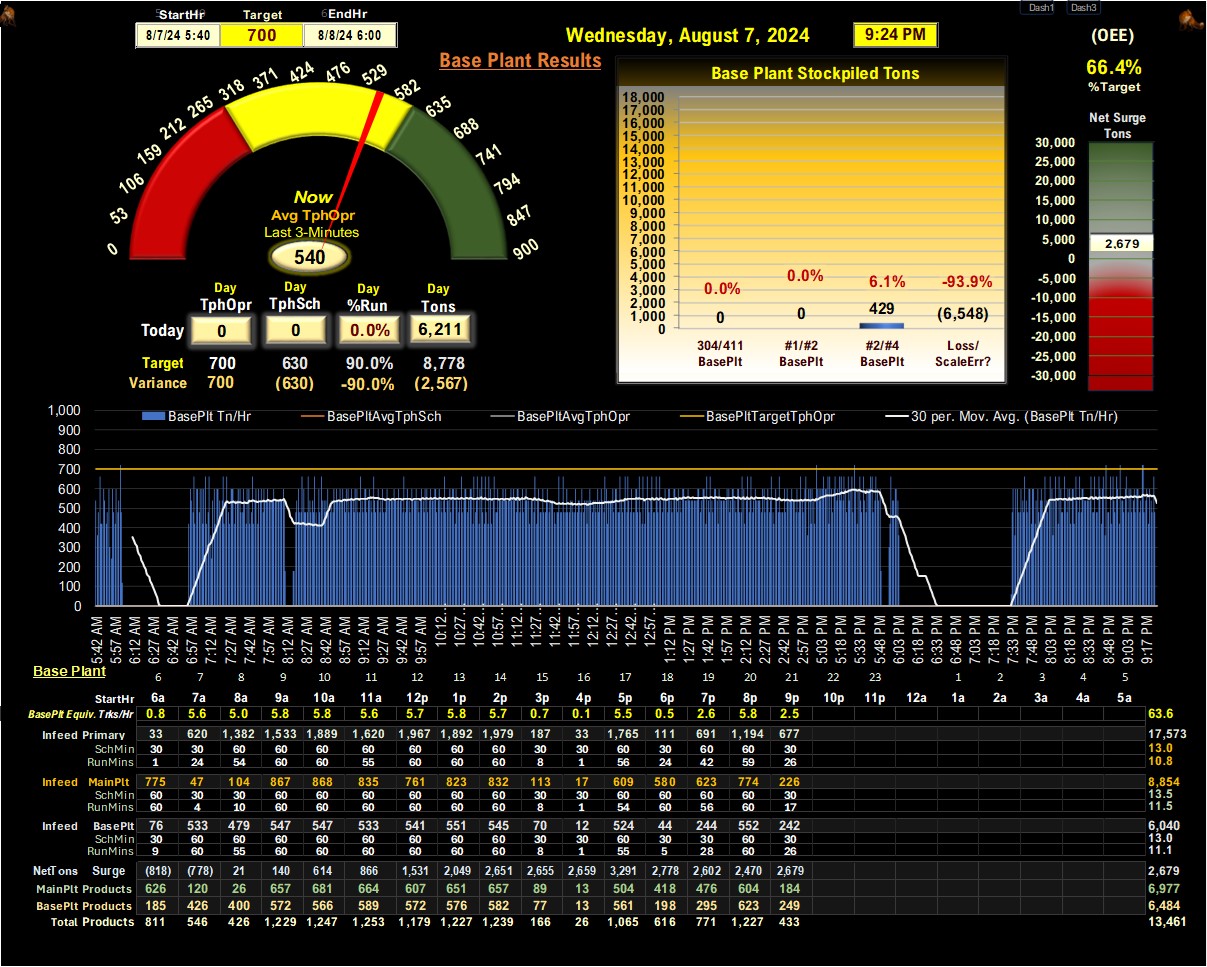 StartHr Target EndHr
8/7/24 5:40 700 8/8/24 6:00
Wednesday, August 7, 2024 9:24 PM
Dash1 Dash3
Base Plant Results
(OEE)
66.4%
%Target
Net Surge
Tons
30,000
25,000
20,000
15,000
10,000
5,000
2,679
0
-5,000
-10,000
-15,000
-20,000
-25,000
-30,000
0 53 106 159 212 265 318 371 424 476 529 582 635 688 741 794 847 900
Now
Avg TphOpr
Last 3-Minutes
540
Day Day Day Day
TphOpr TphSch %Run Tons
Today 0 0 0.0% 6,211
Target 700 630 90.0% 8,778
Variance 700 (630) -90.0% (2,567)
Base Plant Stockpiled Tons
18,000
17,000
16,000
15,000
14,000
13,000
12,000
11,000
10,000
9,000
8,000
7,000
6,000
5,000
4,000
3,000
2,000
1,000
0
0.0% 0.0% 6.1% -93.9%
0 0 429 (6,548)
304/411 #1/#2 #2/#4 Loss/
BasePlt BasePlt BasePlt ScaleErr?
BasePlt Tn/Hr BasePltAvgTphSch BasePltAvgTphOpr BasePltTargetTphOpr 30 per. Mov. Avg. (BasePlt Tn/Hr)
1,000
900
800
700
600
500
400
300
200
100
0
5:42 AM 5:57 AM 6:12 AM 6:27 AM 6:42 AM 6:57 AM 7:12 AM 7:27 AM 7:42 AM 7:57 AM 8:12 AM 8:27 AM 8:42 AM 8:57 AM 9:12 AM 9:27 AM 9:42 AM 9:57 AM 10:12... 10:27... 10:42... 10:57... 11:12... 11:27... 11:42... 11:57... 12:12... 12:27... 12:42... 12:57... 1:12 PM 1:27 PM 1:42 PM 1:57 PM 2:12 PM 2:27 PM 2:42 PM 2:57 PM 5:03 PM 5:18 PM 5:33 PM 5:48 PM 6:03 PM 6:18 PM 6:33 PM 6:48 PM 7:03 PM 7:18 PM 7:33 PM 7:48 PM 8:03 PM 8:18 PM 8:33 PM 8:48 PM 9:03 PM 9:17 PM
Base Plant 6 7 8 9 10 11 12 13 14 15 16 17 18 19 20 21 22 23 1 2 3 4 5
StartHr 6a 7a 8a 9a 10a 11a 12p 1p 2p 3p 4p 5p 6p 7p 8p 9p 10p 11p 12a 1a 2a 3a 4a 5a
BasePlt Equiv. Trks/Hr 0.8 5.6 5.0 5.8 5.8 5.6 5.7 5.8 5.7 0.7 0.1 5.5 0.5 2.6 5.8 2.5 63.6
Infeed Primary 33 620 1,382 1,533 1,889 1,620 1,967 1,892 1,979 187 33 1,765 111 691 1,194 677 17,573
SchMin 30 30 60 60 60 60 60 60 60 30 30 60 30 60 60 30 13.0
RunMins 1 24 54 60 60 55 60 60 60 8 1 56 24 42 59 26 10.8
Infeed MainPlt 775 47 104 867 868 835 761 823 832 113 17 609 580 623 774 226 8,854
SchMin 60 30 30 60 60 60 60 60 60 30 30 60 60 60 60 30 13.5
RunMins 60 4 10 60 60 60 60 60 60 8 1 54 60 56 60 17 11.5
Infeed BasePlt 76 533 479 547 547 533 541 551 545 70 12 524 44 244 552 242 6,040
SchMin 30 60 60 60 60 60 60 60 60 30 30 60 30 30 60 30 13.0
RunMins 9 60 55 60 60 60 60 60 60 8 1 55 5 28 60 26 11.1
NetTons Surge (818) (778) 21 140 614 866 1,531 2,049 2,651 2,655 2,659 3,291 2,778 2,602 2,470 2,679 2,679
MainPlt Products 626 120 26 657 681 664 607 651 657 89 13 504 418 476 604 184 6,977
BasePlt Products 185 426 400 572 566 589 572 576 582 77 13 561 198 295 623 249 6,484
Total Products 811 546 426 1,229 1,247 1,253 1,179 1,227 1,239 166 26 1,065 616 771 1,227 433 13,461